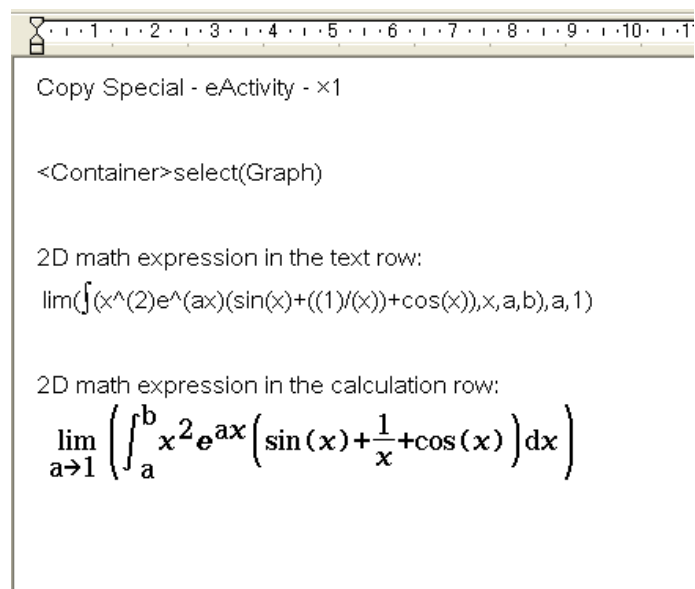 1 2 3 4 5 6 7 8 9 10 1
Copy Special - eActivity - ×1
<Container>select(Graph)
2D math expression in the text row:
lim(∫(x^(2)e^(ax)(sin(x)+((1)/(x))+cos(x)),x,a,b),a,1)
2D math expression in the calculation row:
lim a→1 (∫ a b x² e^ax (sin(x)+1/x+cos(x))dx)